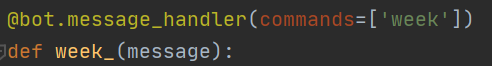 @bot.message_handler(commands=['week'])
def week_(message):